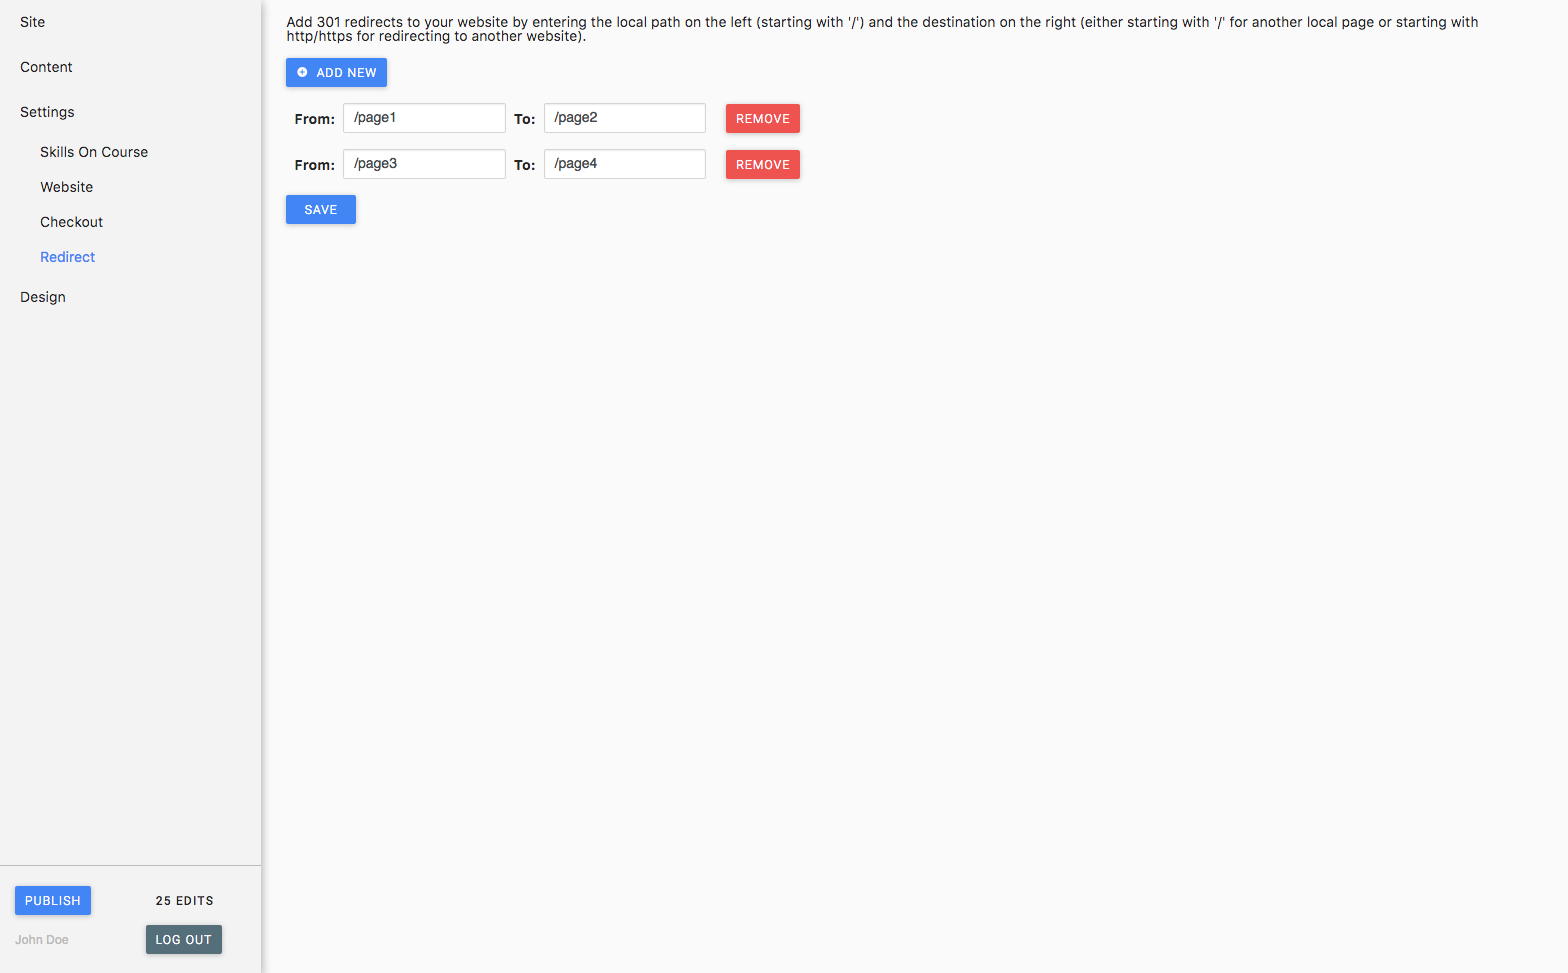 Site
Content
Settings
Skills On Course
Website
Checkout
Redirect
Design
PUBLISH
25 EDITS
John Doe
LOG OUT
Add 301 redirects to your website by entering the local path on the left (starting with '/') and the destination on the right (either starting with '/' for another local page or starting with
http/https for redirecting to another website).
ADD NEW
From: /page1 To: /page2 REMOVE
From: /page3 To: /page4 REMOVE
SAVE